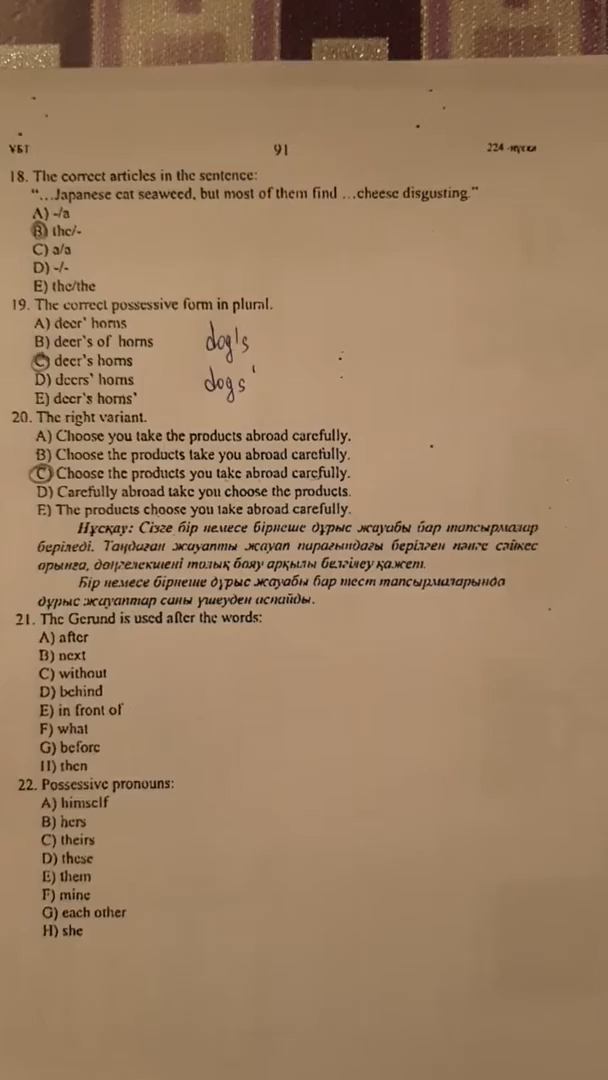 ҰБТ 91 224 -нұсқа
18. The correct articles in the sentence:
“...Japanese eat seaweed, but most of them find ...cheese disgusting.”
A) -/a
B) the/-
C) a/a
D) -/-
E) the/the
19. The correct possessive form in plural.
A) deer’ horns
B) deer’s of horns dog's
C) deer’s horns
D) deers’ horns dogs'
E) deer’s horns’
20. The right variant.
A) Choose you take the products abroad carefully.
B) Choose the products take you abroad carefully.
C) Choose the products you take abroad carefully.
D) Carefully abroad take you choose the products.
E) The products choose you take abroad carefully.
Нұсқау: Сізге бір немесе бірнеше дұрыс жауабы бар тапсырмалар
беріледі. Таңдаған жауапты жауап парағындағы берілген пәнге сәйкес
орынға, дөңгелекшені толық бояу арқылы белгілеу қажет.
Бір немесе бірнеше дұрыс жауабы бар тест тапсырмаларында
дұрыс жауаптар саны үшеуден аспайды.
21. The Gerund is used after the words:
A) after
B) next
C) without
D) behind
E) in front of
F) what
G) before
H) then
22. Possessive pronouns:
A) himself
B) hers
C) theirs
D) these
E) them
F) mine
G) each other
H) she